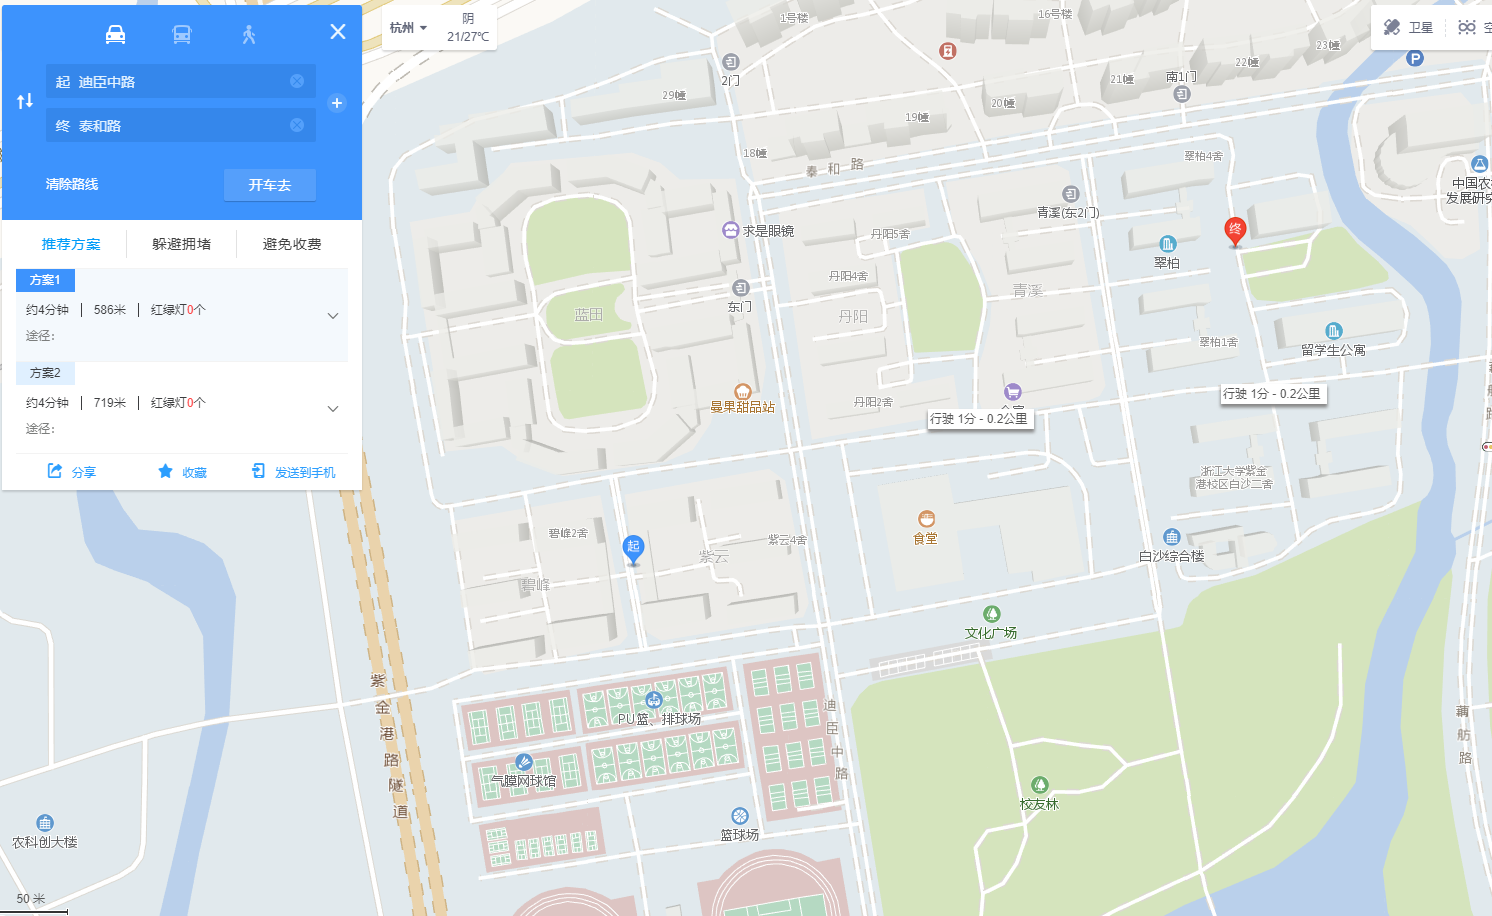 起 迪臣中路
终 泰和路
清除路线
开车去
推荐方案
躲避拥堵
避免收费
方案1
约4分钟 586米 红绿灯0个
途径:
方案2
约4分钟 719米 红绿灯0个
途径:
分享
收藏
发送到手机
杭州
阴
21/27℃
卫星
1号楼
16号楼
23幢
22幢
21幢
南1门
20幢
19幢
18幢
29幢
2门
泰和路
翠柏4舍
中国农
发展研究
青溪(东2门)
求是眼镜
丹阳5舍
终
翠柏
丹阳4舍
东门
青溪
蓝田
丹阳
翠柏1舍
留学生公寓
行驶 1分 - 0.2公里
曼果甜品站
丹阳2舍
行驶 1分 - 0.2公里
浙江大学紫金
港校区白沙二舍
食堂
碧峰2舍
起
紫云4舍
紫云
碧峰
白沙综合楼
文化广场
紫金港路隧道
PU篮、排球场
迪臣中路
藕舫路
气膜网球馆
校友林
篮球场
农科创大楼
50 米
P